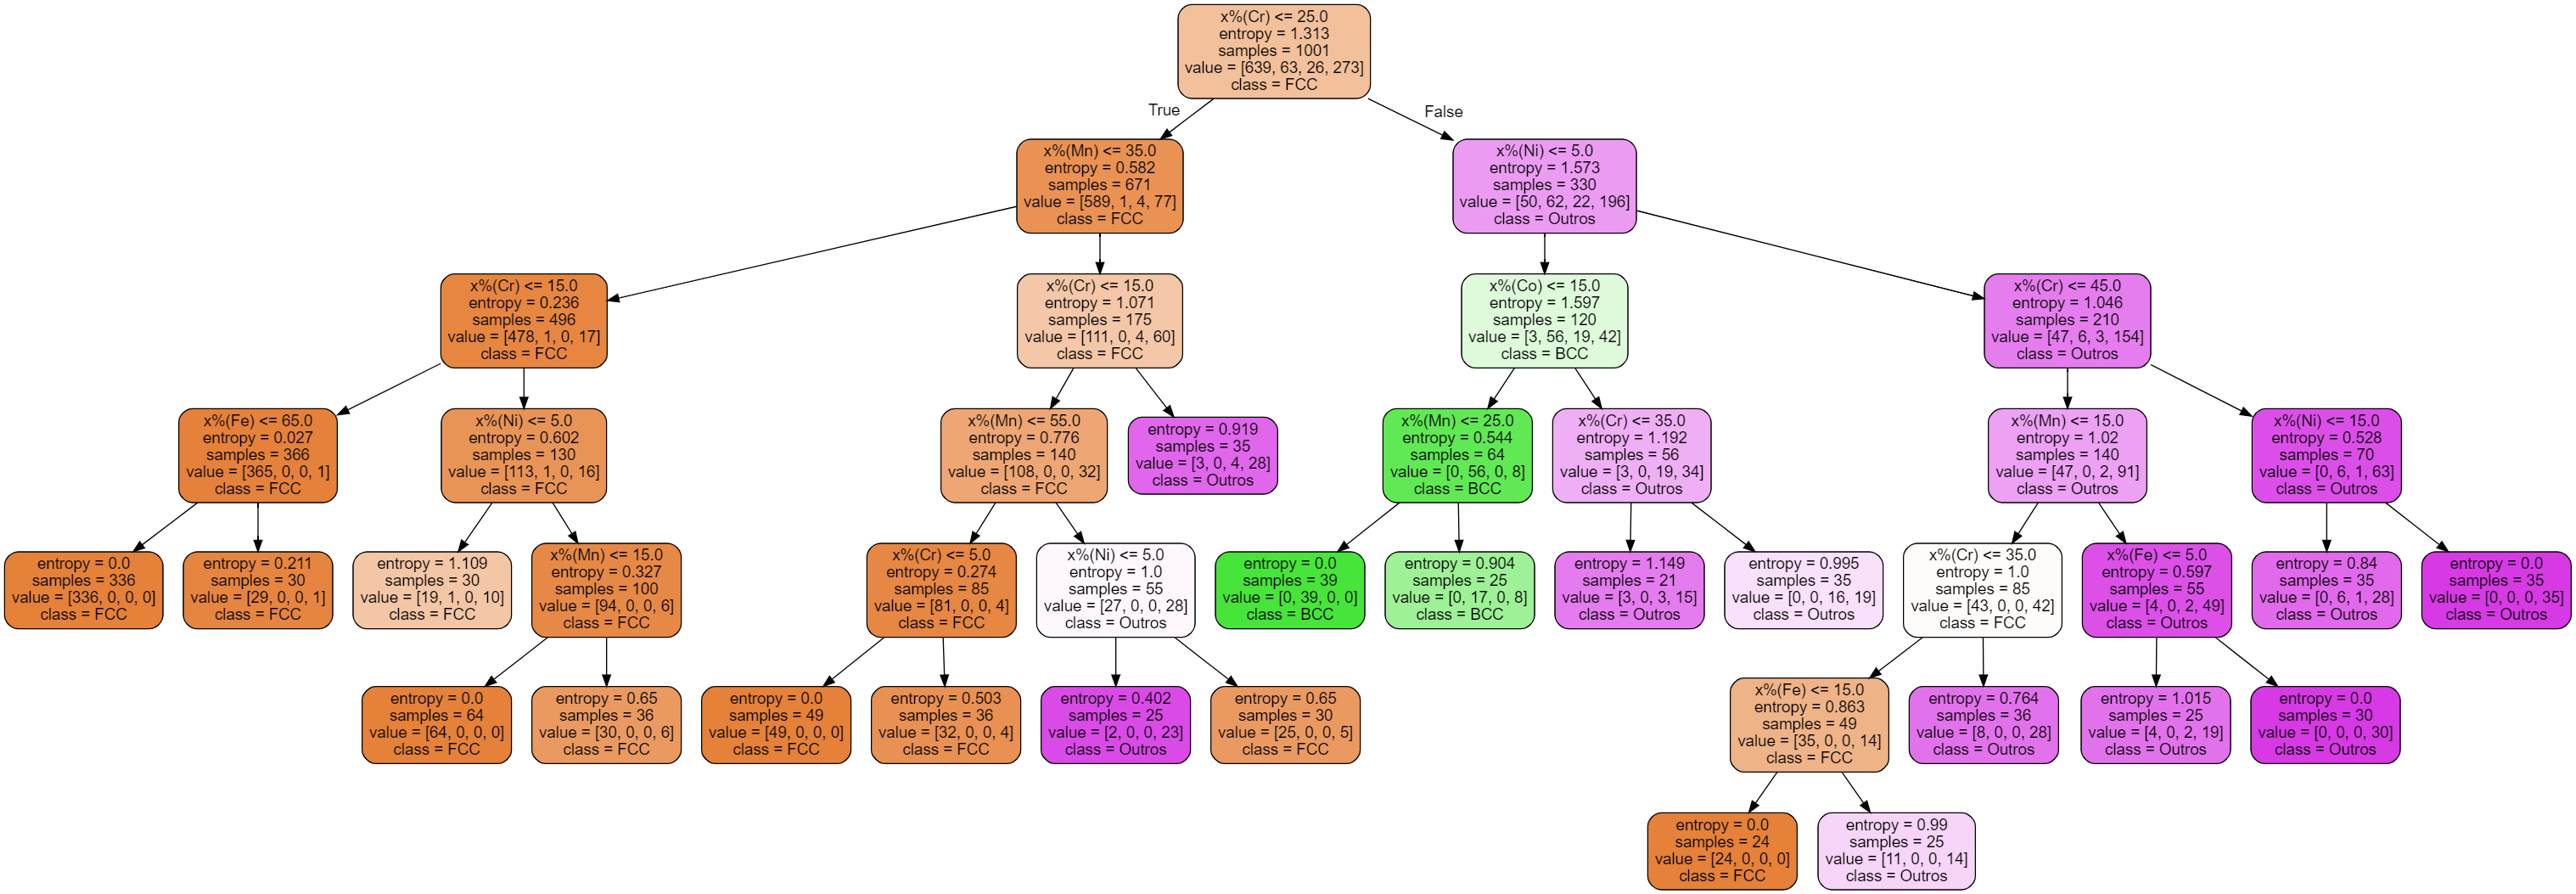 x%(Cr) <= 25.0
entropy = 1.313
samples = 1001
value = [639, 63, 26, 273]
class = FCC
True
False
x%(Mn) <= 35.0
entropy = 0.582
samples = 671
value = [589, 1, 4, 77]
class = FCC
x%(Ni) <= 5.0
entropy = 1.573
samples = 330
value = [50, 62, 22, 196]
class = Outros
x%(Cr) <= 15.0
entropy = 0.236
samples = 496
value = [478, 1, 0, 17]
class = FCC
x%(Cr) <= 15.0
entropy = 1.071
samples = 175
value = [111, 0, 4, 60]
class = FCC
x%(Co) <= 15.0
entropy = 1.597
samples = 120
value = [3, 56, 19, 42]
class = BCC
x%(Cr) <= 45.0
entropy = 1.046
samples = 210
value = [47, 6, 3, 154]
class = Outros
x%(Fe) <= 65.0
entropy = 0.027
samples = 366
value = [365, 0, 0, 1]
class = FCC
x%(Ni) <= 5.0
entropy = 0.602
samples = 130
value = [113, 1, 0, 16]
class = FCC
x%(Mn) <= 55.0
entropy = 0.776
samples = 140
value = [108, 0, 0, 32]
class = FCC
entropy = 0.919
samples = 35
value = [3, 0, 4, 28]
class = Outros
x%(Mn) <= 25.0
entropy = 0.544
samples = 64
value = [0, 56, 0, 8]
class = BCC
x%(Cr) <= 35.0
entropy = 1.192
samples = 56
value = [3, 0, 19, 34]
class = Outros
x%(Mn) <= 15.0
entropy = 1.02
samples = 140
value = [47, 0, 2, 91]
class = Outros
x%(Ni) <= 15.0
entropy = 0.528
samples = 70
value = [0, 6, 1, 63]
class = Outros
entropy = 0.0
samples = 336
value = [336, 0, 0, 0]
class = FCC
entropy = 0.211
samples = 30
value = [29, 0, 0, 1]
class = FCC
entropy = 1.109
samples = 30
value = [19, 1, 0, 10]
class = FCC
x%(Mn) <= 15.0
entropy = 0.327
samples = 100
value = [94, 0, 0, 6]
class = FCC
x%(Cr) <= 5.0
entropy = 0.274
samples = 85
value = [81, 0, 0, 4]
class = FCC
x%(Ni) <= 5.0
entropy = 1.0
samples = 55
value = [27, 0, 0, 28]
class = Outros
entropy = 0.0
samples = 39
value = [0, 39, 0, 0]
class = BCC
entropy = 0.904
samples = 25
value = [0, 17, 0, 8]
class = BCC
entropy = 1.149
samples = 21
value = [3, 0, 3, 15]
class = Outros
entropy = 0.995
samples = 35
value = [0, 0, 16, 19]
class = Outros
x%(Cr) <= 35.0
entropy = 1.0
samples = 85
value = [43, 0, 0, 42]
class = FCC
x%(Fe) <= 5.0
entropy = 0.597
samples = 55
value = [4, 0, 2, 49]
class = Outros
entropy = 0.84
samples = 35
value = [0, 6, 1, 28]
class = Outros
entropy = 0.0
samples = 35
value = [0, 0, 0, 35]
class = Outros
entropy = 0.0
samples = 64
value = [64, 0, 0, 0]
class = FCC
entropy = 0.65
samples = 36
value = [30, 0, 0, 6]
class = FCC
entropy = 0.0
samples = 49
value = [49, 0, 0, 0]
class = FCC
entropy = 0.503
samples = 36
value = [32, 0, 0, 4]
class = FCC
entropy = 0.402
samples = 25
value = [2, 0, 0, 23]
class = Outros
entropy = 0.65
samples = 30
value = [25, 0, 0, 5]
class = FCC
x%(Fe) <= 15.0
entropy = 0.863
samples = 49
value = [35, 0, 0, 14]
class = FCC
entropy = 0.764
samples = 36
value = [8, 0, 0, 28]
class = Outros
entropy = 1.015
samples = 25
value = [4, 0, 2, 19]
class = Outros
entropy = 0.0
samples = 30
value = [0, 0, 0, 30]
class = Outros
entropy = 0.0
samples = 24
value = [24, 0, 0, 0]
class = FCC
entropy = 0.99
samples = 25
value = [11, 0, 0, 14]
class = Outros